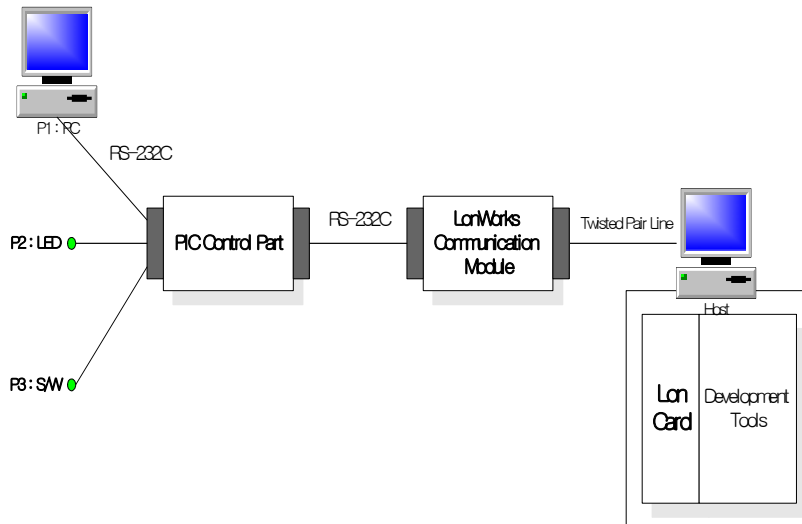 P1 : PC
RS-232C
P2 : LED
PIC Control Part
RS-232C
LonWorks
Communication
Module
Twisted Pair Line
Host
P3 : S/W
Lon
Card
Development
Tools